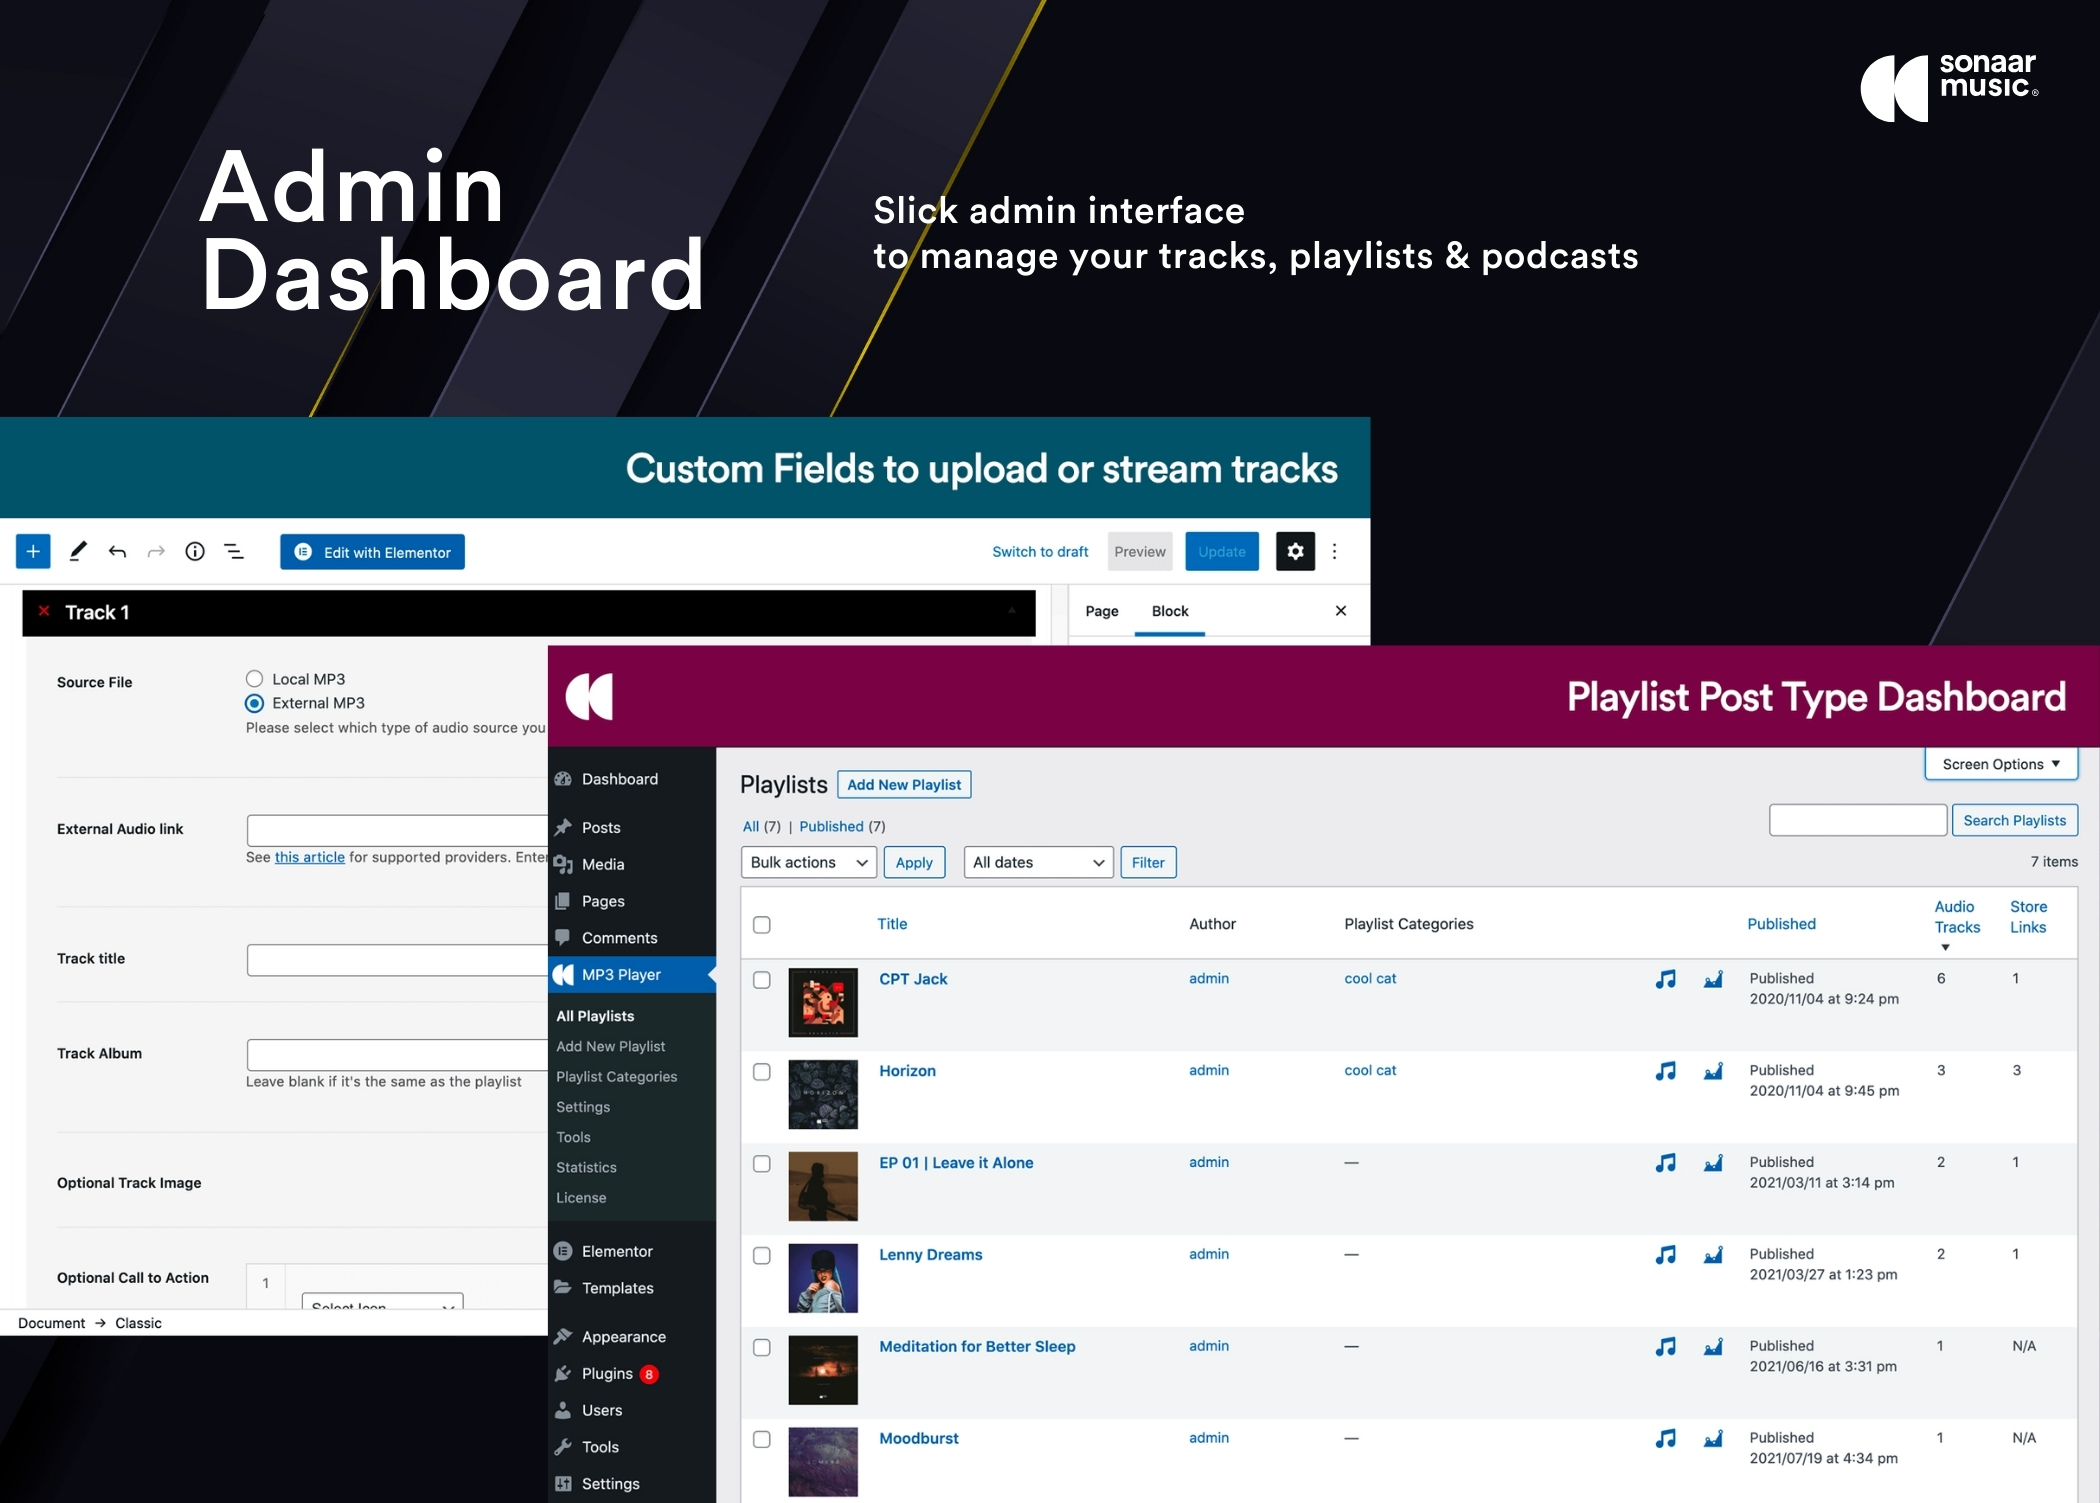 sonaar
music®
Admin
Dashboard
Slick admin interface
to manage your tracks, playlists & podcasts
Custom Fields to upload or stream tracks
+
Edit with Elementor
Switch to draft
Preview
Update
Track 1
Page
Block
Source File
Local MP3
External MP3
Please select which type of audio source you
External Audio link
See this article for supported providers. Ente
Track title
Track Album
Leave blank if it's the same as the playlist
Optional Track Image
Optional Call to Action
1
Select Icon
Document → Classic
Playlist Post Type Dashboard
Dashboard
Posts
Media
Pages
Comments
MP3 Player
All Playlists
Add New Playlist
Playlist Categories
Settings
Tools
Statistics
License
Elementor
Templates
Appearance
Plugins 8
Users
Tools
Settings
Screen Options ▼
Playlists
Add New Playlist
All (7) | Published (7)
Search Playlists
Bulk actions
Apply
All dates
Filter
7 items
Title
Author
Playlist Categories
Published
Audio
Tracks
Store
Links
CPT Jack
admin
cool cat
Published
2020/11/04 at 9:24 pm
6
1
HORIZON
Horizon
admin
cool cat
Published
2020/11/04 at 9:45 pm
3
3
EP 01 | Leave it Alone
admin
—
Published
2021/03/11 at 3:14 pm
2
1
Lenny Dreams
admin
—
Published
2021/03/27 at 1:23 pm
2
1
Meditation for Better Sleep
admin
—
Published
2021/06/16 at 3:31 pm
1
N/A
Moodburst
admin
—
Published
2021/07/19 at 4:34 pm
1
N/A